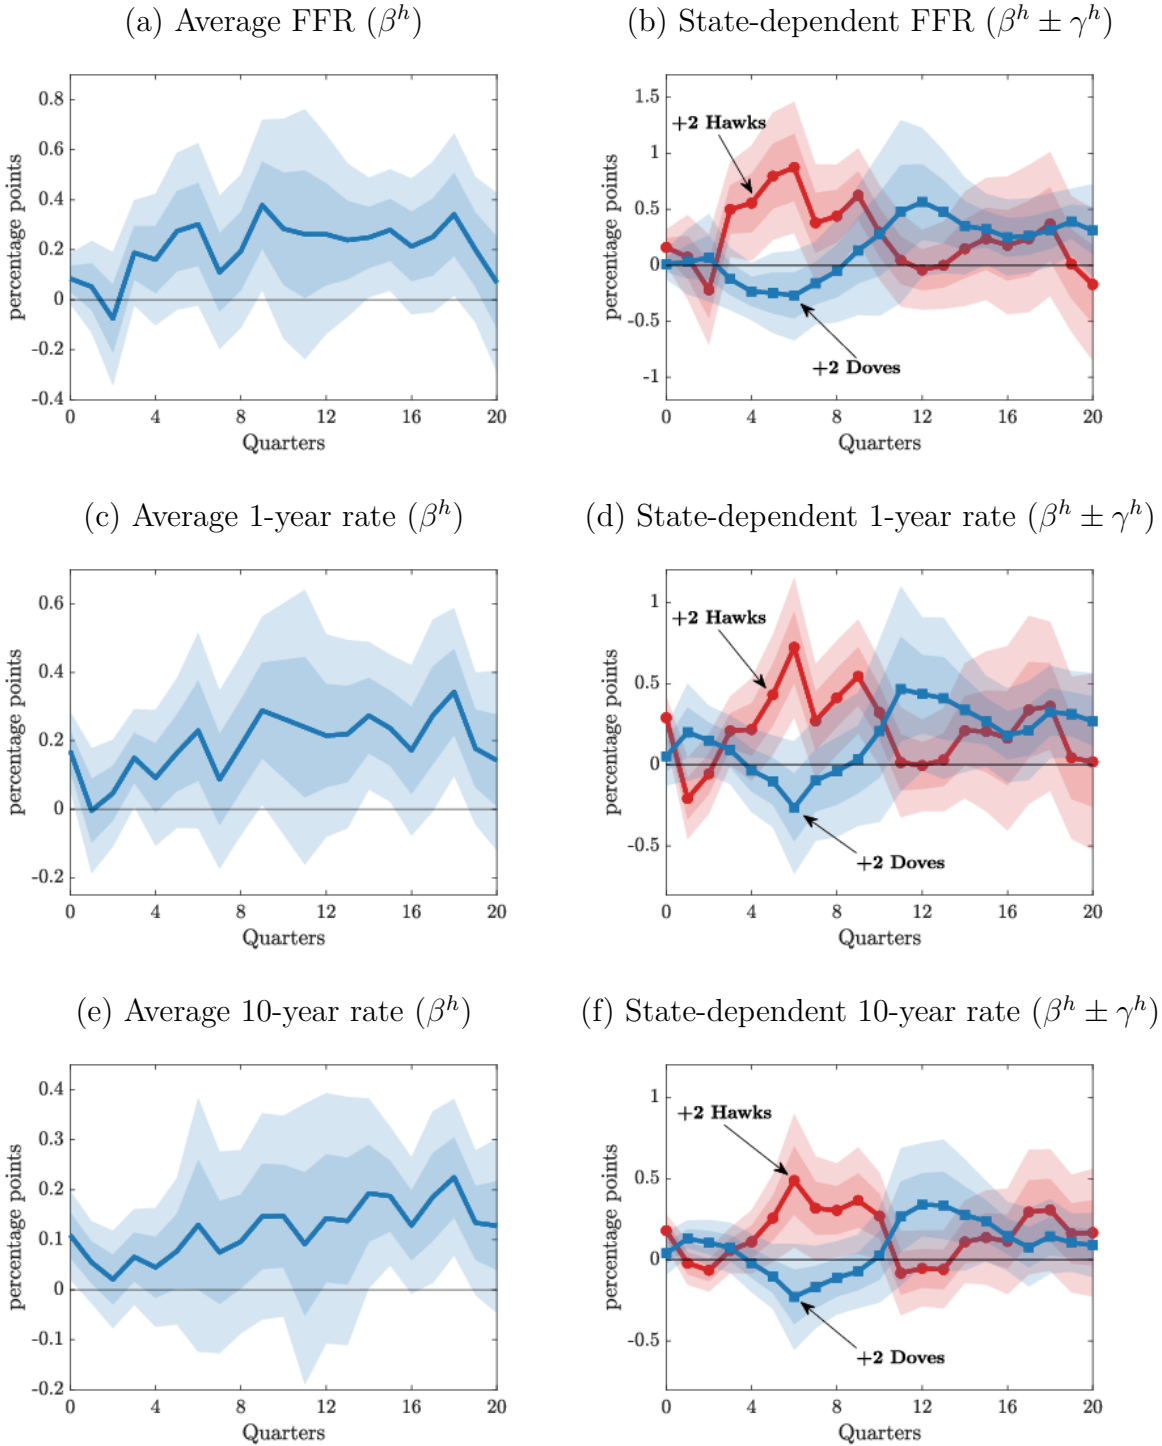 (a) Average FFR (β^h)
(b) State-dependent FFR (β^h ± γ^h)
percentage points
0.8
0.6
0.4
0.2
0
-0.2
-0.4
0 4 8 12 16 20
Quarters
percentage points
1.5
1
0.5
0
-0.5
-1
+2 Hawks
+2 Doves
0 4 8 12 16 20
Quarters
(c) Average 1-year rate (β^h)
(d) State-dependent 1-year rate (β^h ± γ^h)
percentage points
0.6
0.4
0.2
0
-0.2
0 4 8 12 16 20
Quarters
percentage points
1
0.5
0
-0.5
+2 Hawks
+2 Doves
0 4 8 12 16 20
Quarters
(e) Average 10-year rate (β^h)
(f) State-dependent 10-year rate (β^h ± γ^h)
percentage points
0.4
0.3
0.2
0.1
0
-0.1
-0.2
0 4 8 12 16 20
Quarters
percentage points
1
0.5
0
-0.5
+2 Hawks
+2 Doves
0 4 8 12 16 20
Quarters